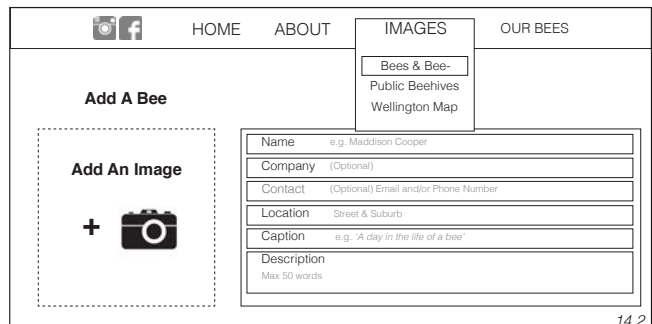 HOME ABOUT IMAGES OUR BEES
Bees & Bee-
Public Beehives
Wellington Map
Add A Bee
Add An Image
+
Name e.g. Maddison Cooper
Company (Optional)
Contact (Optional) Email and/or Phone Number
Location Street & Suburb
Caption e.g. 'A day in the life of a bee'
Description
Max 50 words
14.2